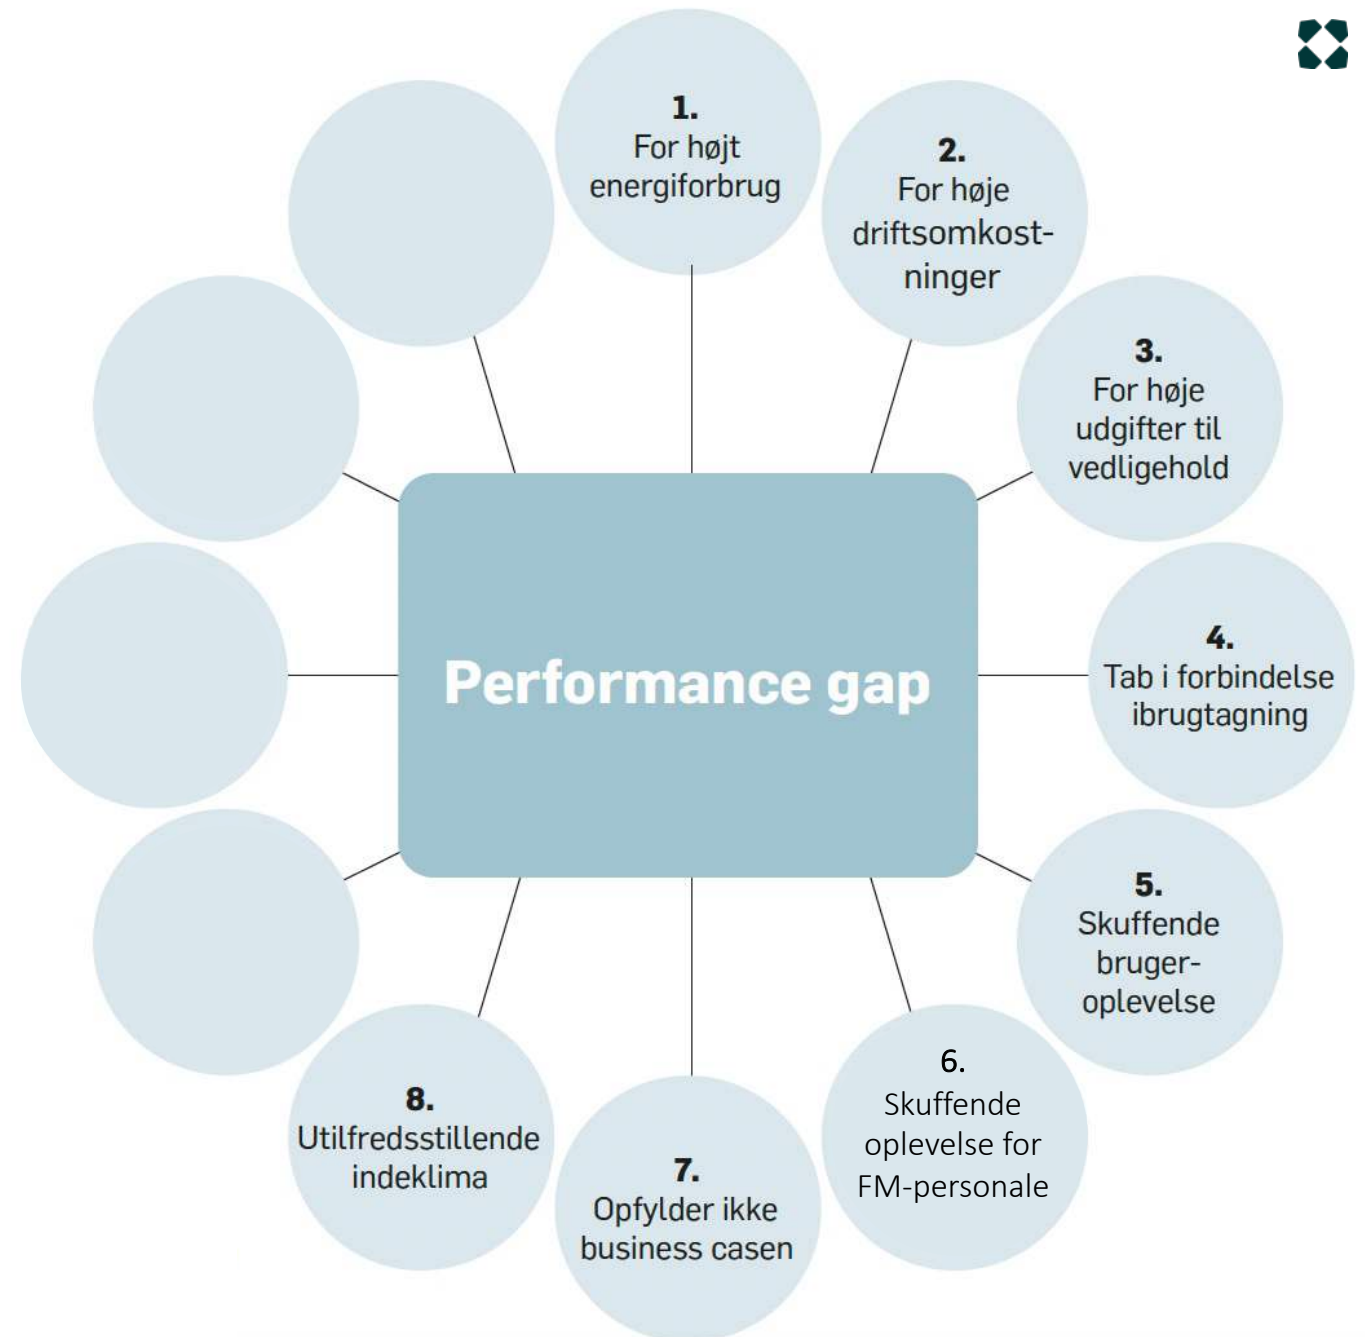 1.
For højt
energiforbrug
2.
For høje
driftsomkost-
ninger
3.
For høje
udgifter til
vedligehold
4.
Tab i forbindelse
ibrugtagning
5.
Skuffende
bruger-
oplevelse
6.
Skuffende
oplevelse for
FM-personale
7.
Opfylder ikke
business casen
8.
Utilfredsstillende
indeklima
Performance gap